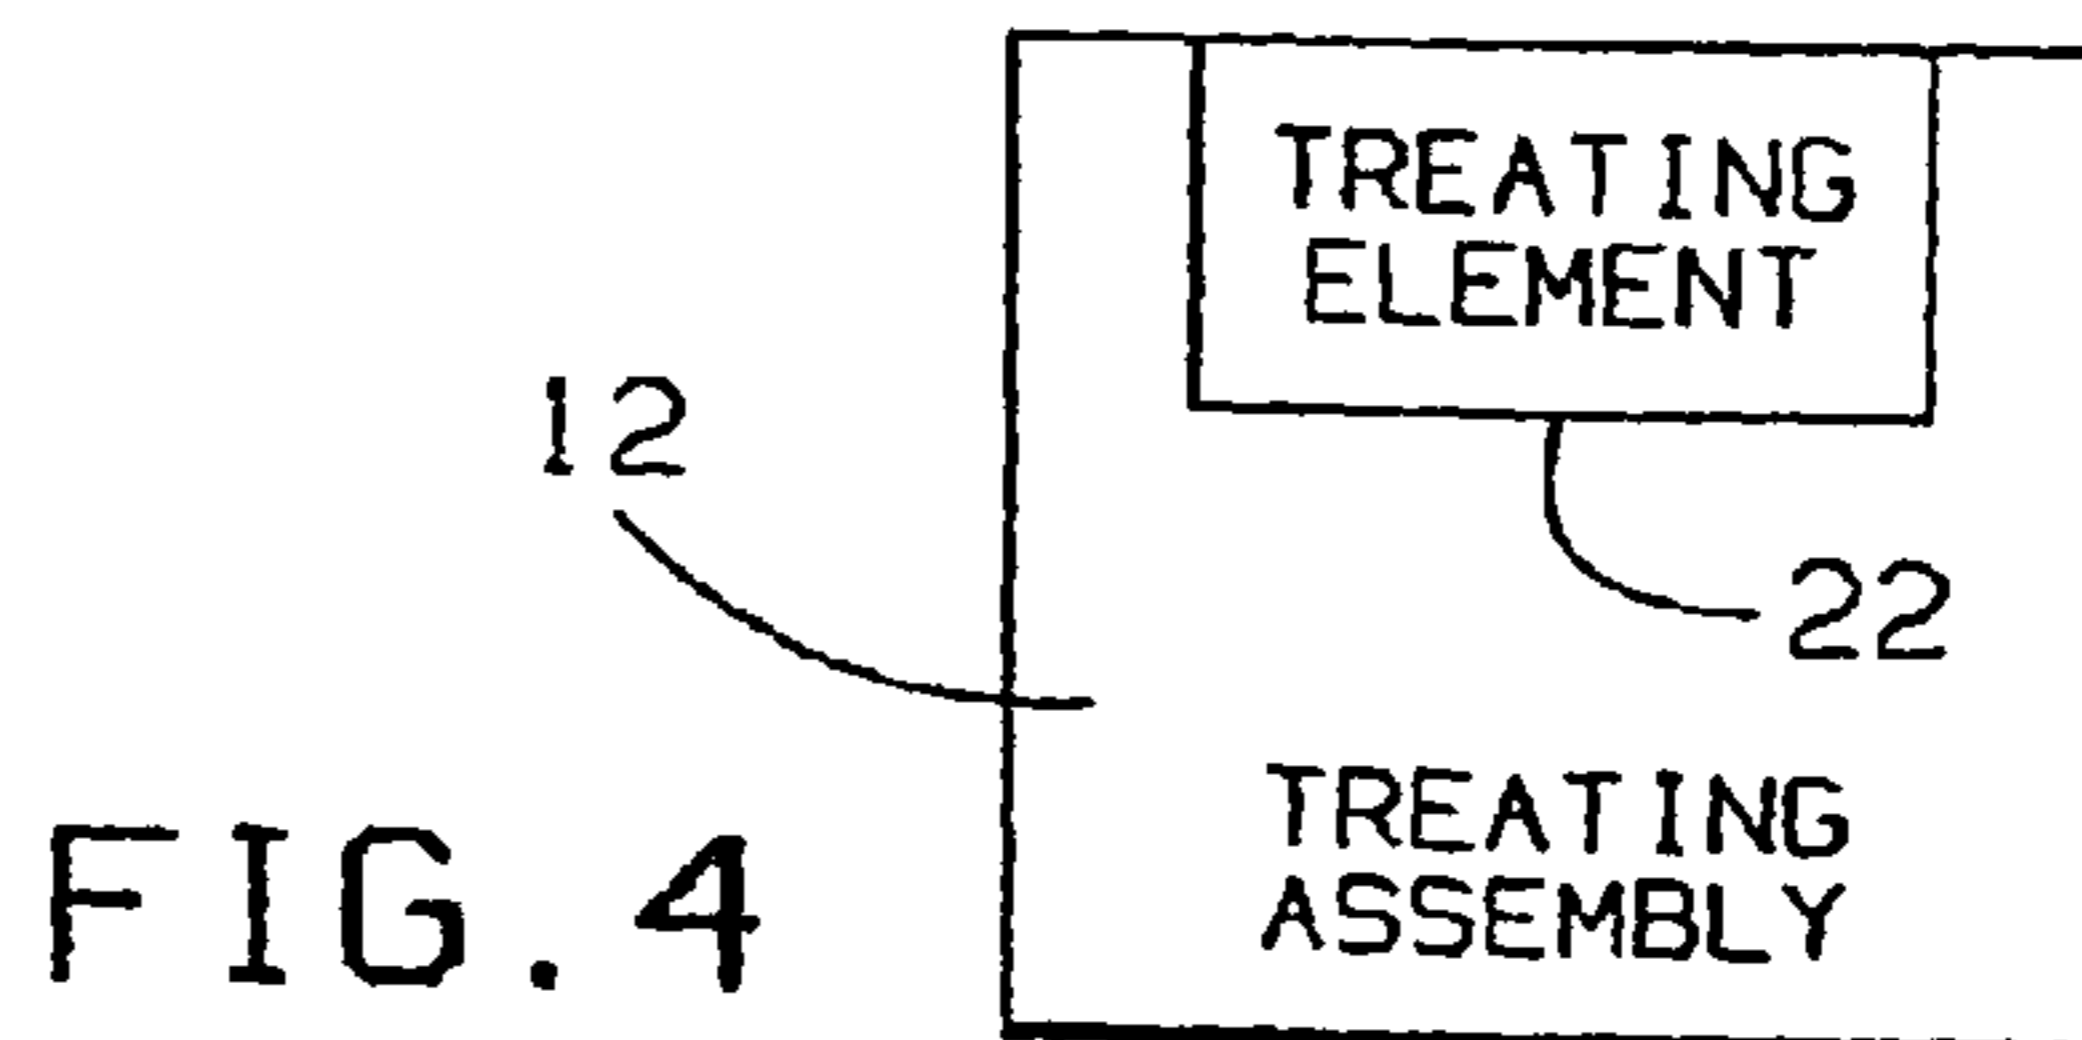 TREATING
ELEMENT
12
22
TREATING
ASSEMBLY
FIG.4